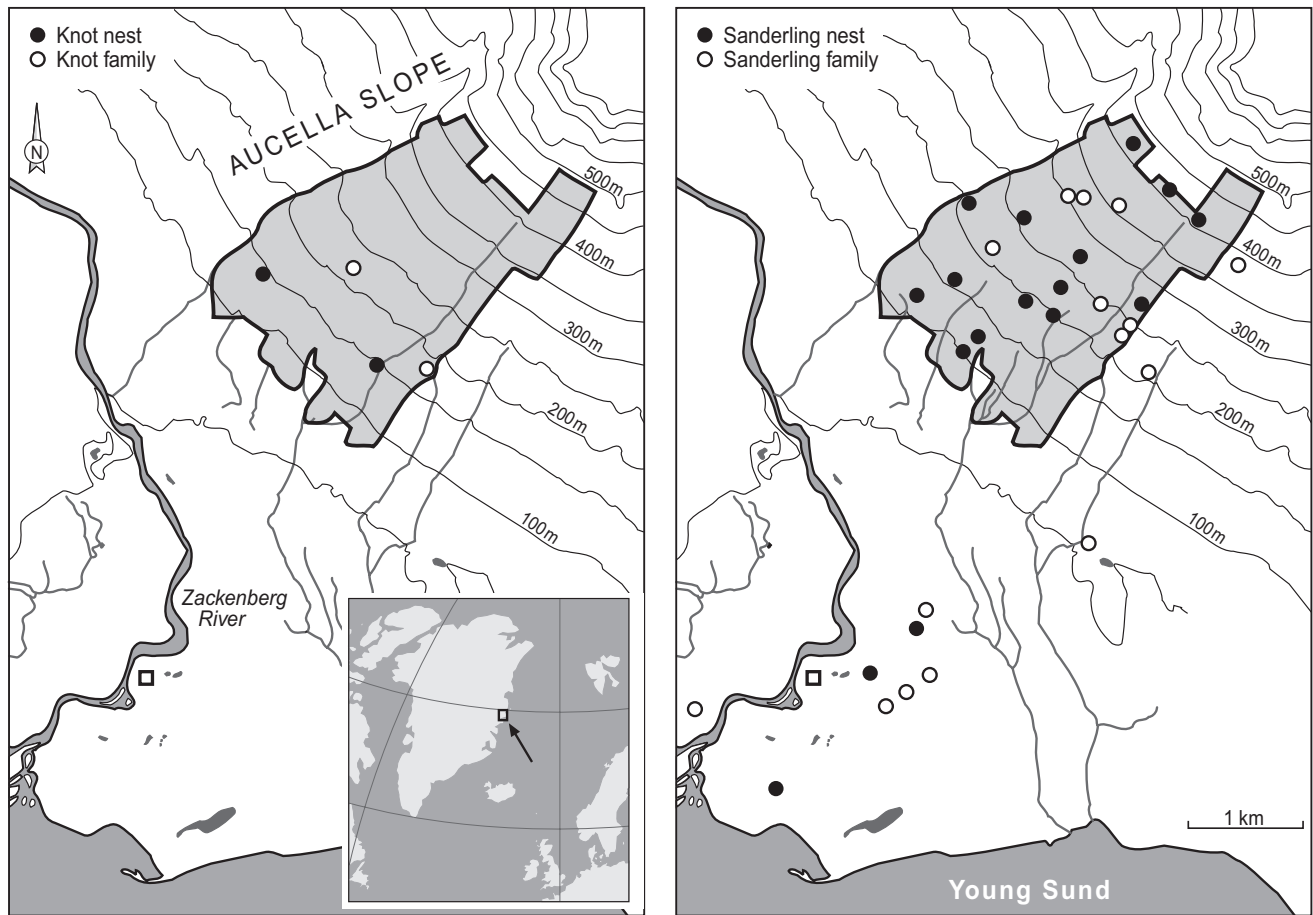 Knot nest
Knot family
AUCELLA SLOPE
N
500m
400m
300m
200m
100m
Zackenberg
River
Sanderling nest
Sanderling family
500m
400m
300m
200m
100m
1 km
Young Sund